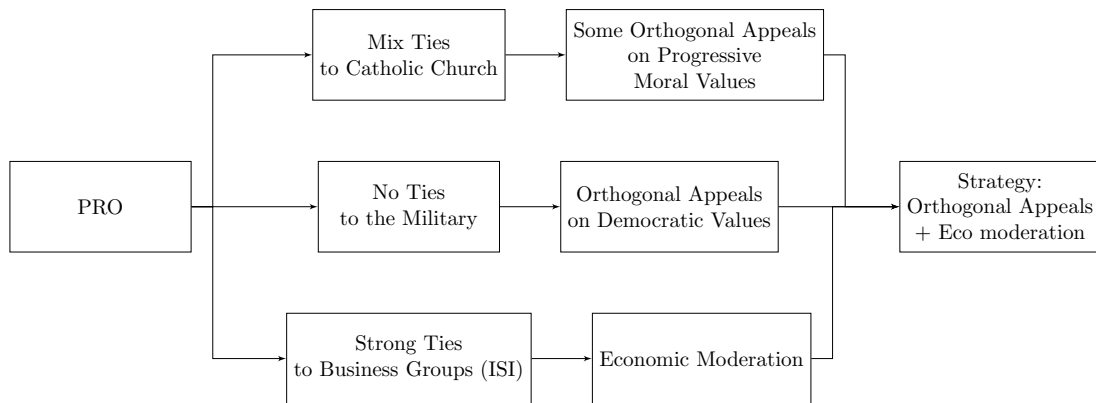 Mix Ties
to Catholic Church
Some Orthogonal Appeals
on Progressive
Moral Values
PRO
No Ties
to the Military
Orthogonal Appeals
on Democratic Values
Strategy:
Orthogonal Appeals
+ Eco moderation
Strong Ties
to Business Groups (ISI)
Economic Moderation